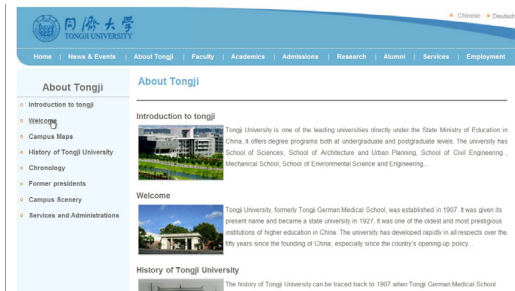 Chinese Deutsch
同濟大學
TONGJI UNIVERSITY
Home | News & Events | About Tongji | Faculty | Academics | Admissions | Research | Alumni | Services | Employment
About Tongji
Introduction to tongji
Welcome
Campus Maps
History of Tongji University
Chronology
Former presidents
Campus Scenery
Services and Administrations
About Tongji
Introduction to tongji
Tongji University is one of the leading universities directly under the State Ministry of Education in
China. It offers degree programs both at undergraduate and postgraduate levels. The university has
School of Sciences, School of Architecture and Urban Planning, School of Civil Engineering ,
Mechanical School, School of Environmental Science and Engineering...
Welcome
Tongji University, formerly Tongji German Medical School, was established in 1907. It was given its
present name and became a state university in 1927. It was one of the oldest and most prestigious
institutions of higher education in China. The university has developed rapidly in all respects over the
fifty years since the founding of China, especially since the country's opening-up policy...
History of Tongji University
The history of Tongji University can be traced back to 1907 when Tongji German Medical School